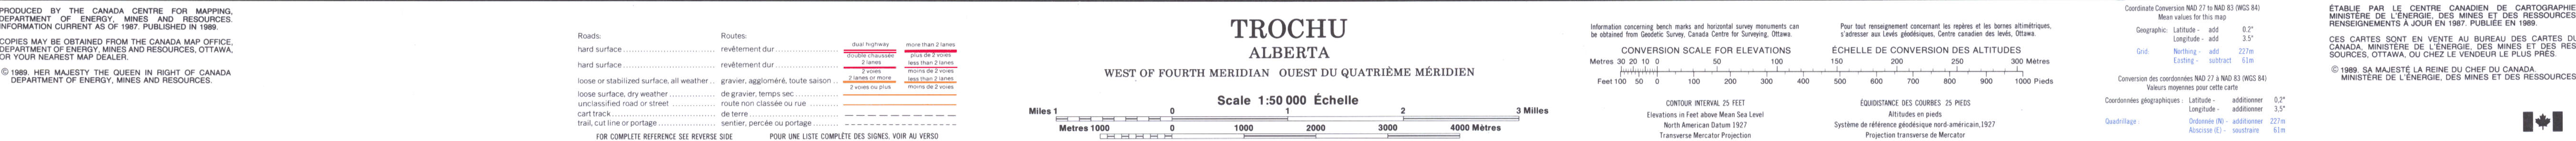 PRODUCED BY THE CANADA CENTRE FOR MAPPING,
DEPARTMENT OF ENERGY, MINES AND RESOURCES.
INFORMATION CURRENT AS OF 1987. PUBLISHED IN 1989.
COPIES MAY BE OBTAINED FROM THE CANADA MAP OFFICE,
DEPARTMENT OF ENERGY, MINES AND RESOURCES, OTTAWA,
OR YOUR NEAREST MAP DEALER.
© 1989. HER MAJESTY THE QUEEN IN RIGHT OF CANADA
DEPARTMENT OF ENERGY, MINES AND RESOURCES.
Roads: Routes:
dual highway more than 2 lanes
hard surface revêtement dur
double chaussée plus de 2 voies
2 lanes less than 2 lanes
hard surface revêtement dur
2 voies moins de 2 voies
2 lanes or more less than 2 lanes
loose or stabilized surface, all weather gravier, aggloméré, toute saison
2 voies ou plus moins de 2 voies
loose surface, dry weather de gravier, temps sec
unclassified road or street route non classée ou rue
cart track de terre
trail, cut line or portage sentier, percée ou portage
FOR COMPLETE REFERENCE SEE REVERSE SIDE POUR UNE LISTE COMPLÈTE DES SIGNES, VOIR AU VERSO
TROCHU
ALBERTA
WEST OF FOURTH MERIDIAN OUEST DU QUATRIÈME MÉRIDIEN
Scale 1:50 000 Échelle
Miles 1 0 1 2 3 Milles
Metres 1000 0 1000 2000 3000 4000 Mètres
Information concerning bench marks and horizontal survey monuments can
be obtained from Geodetic Survey, Canada Centre for Surveying, Ottawa.
Pour tout renseignement concernant les repères et les bornes altimétriques,
s'adresser aux Levés géodésiques, Centre canadien des levés, Ottawa.
CONVERSION SCALE FOR ELEVATIONS ÉCHELLE DE CONVERSION DES ALTITUDES
Metres 30 20 10 0 50 100 150 200 250 300 Mètres
Feet 100 50 0 100 200 300 400 500 600 700 800 900 1000 Pieds
CONTOUR INTERVAL 25 FEET
Elevations in Feet above Mean Sea Level
North American Datum 1927
Transverse Mercator Projection
ÉQUIDISTANCE DES COURBES 25 PIEDS
Altitudes en pieds
Système de référence géodésique nord-américain,1927
Projection transverse de Mercator
Coordinate Conversion NAD 27 to NAD 83 (WGS 84)
Mean values for this map
Geographic: Latitude - add 0.2"
Longitude - add 3.5"
Grid: Northing - add 227m
Easting - subtract 61m
Conversion des coordonnées NAD 27 à NAD 83 (WGS 84)
Valeurs moyennes pour cette carte
Coordonnées géographiques : Latitude - additionner 0,2"
Longitude - additionner 3,5"
Quadrillage : Ordonnée (N) - additionner 227m
Abscisse (E) - soustraire 61m
ÉTABLIE PAR LE CENTRE CANADIEN DE CARTOGRAPHIE
MINISTÈRE DE L'ÉNERGIE, DES MINES ET DES RESSOURCES
RENSEIGNEMENTS À JOUR EN 1987. PUBLIÉE EN 1989.
CES CARTES SONT EN VENTE AU BUREAU DES CARTES DU
CANADA, MINISTÈRE DE L'ÉNERGIE, DES MINES ET DES RES
SOURCES, OTTAWA, OU CHEZ LE VENDEUR LE PLUS PRÈS.
© 1989. SA MAJESTÉ LA REINE DU CHEF DU CANADA
MINISTÈRE DE L'ÉNERGIE, DES MINES ET DES RESSOURCES